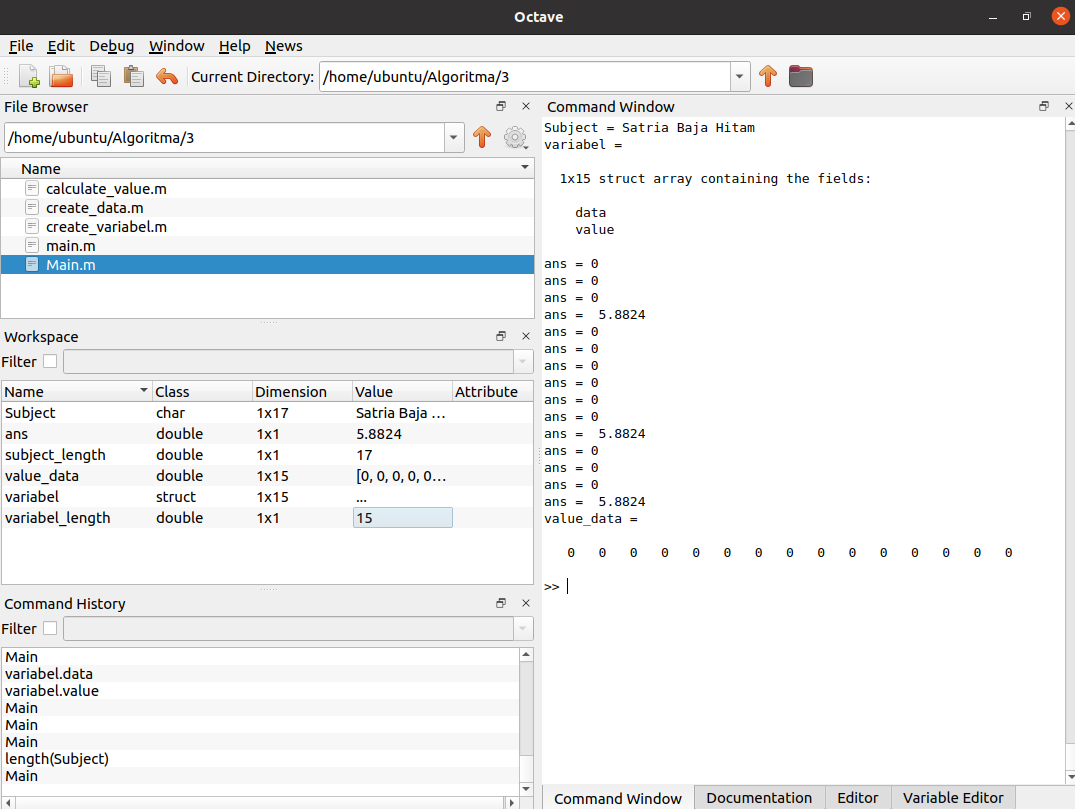 Octave
File Edit Debug Window Help News
Current Directory: /home/ubuntu/Algoritma/3
File Browser
/home/ubuntu/Algoritma/3
Name
calculate_value.m
create_data.m
create_variabel.m
main.m
Main.m
Workspace
Filter
Name Class Dimension Value Attribute
Subject char 1x17 Satria Baja ...
ans double 1x1 5.8824
subject_length double 1x1 17
value_data double 1x15 [0, 0, 0, 0, 0...
variabel struct 1x15 ...
variabel_length double 1x1 15
Command History
Filter
Main
variabel.data
variabel.value
Main
Main
Main
length(Subject)
Main
Command Window
Subject = Satria Baja Hitam
variabel =
1x15 struct array containing the fields:
data
value
ans = 0
ans = 0
ans = 0
ans =  5.8824
ans = 0
ans = 0
ans = 0
ans = 0
ans = 0
ans = 0
ans =  5.8824
ans = 0
ans = 0
ans = 0
ans =  5.8824
value_data =
0   0   0   0   0   0   0   0   0   0   0   0   0   0   0
>>
Command Window Documentation Editor Variable Editor